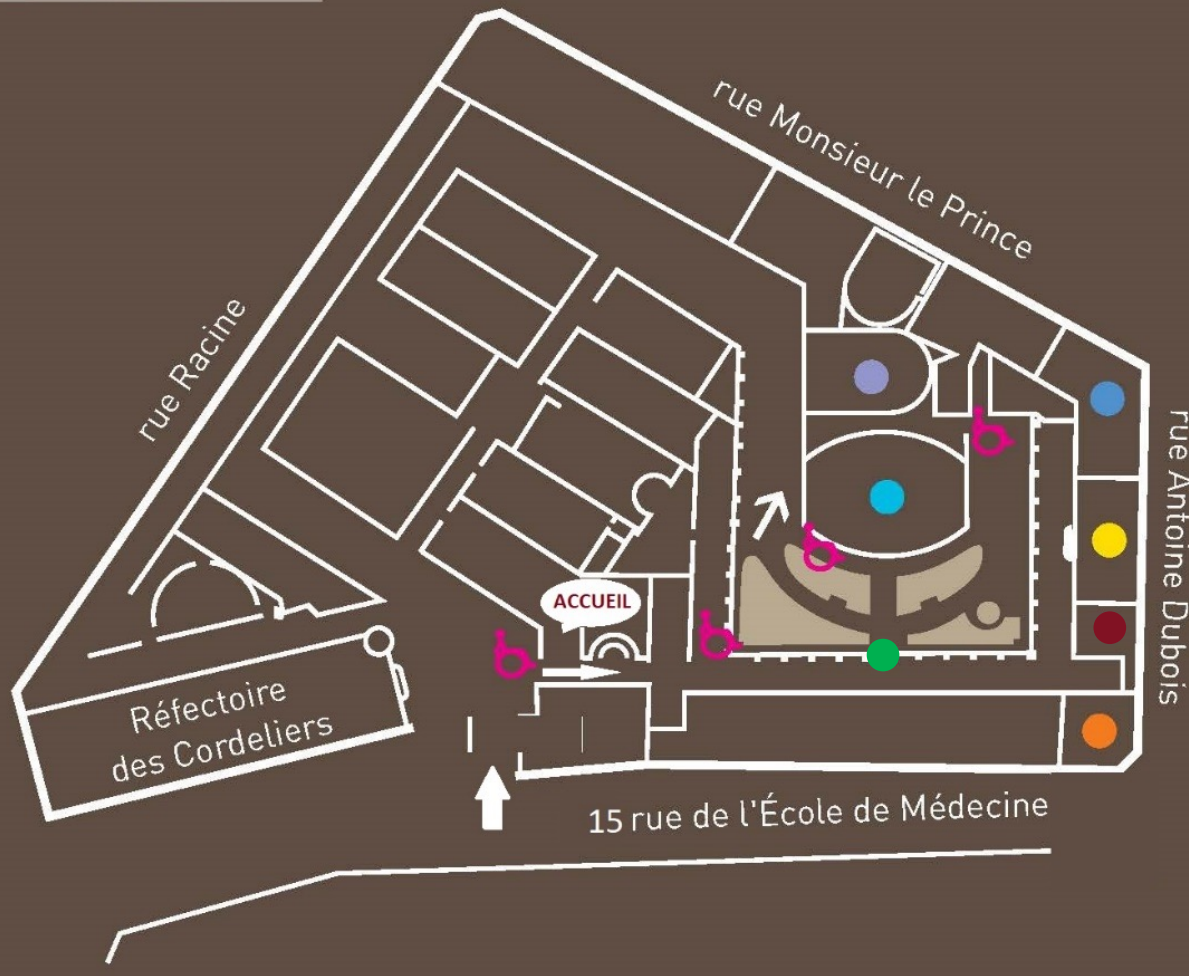 rue Monsieur le Prince
rue Racine
rue Antoine Dubois
ACCUEIL
Réfectoire
des Cordeliers
15 rue de l'École de Médecine